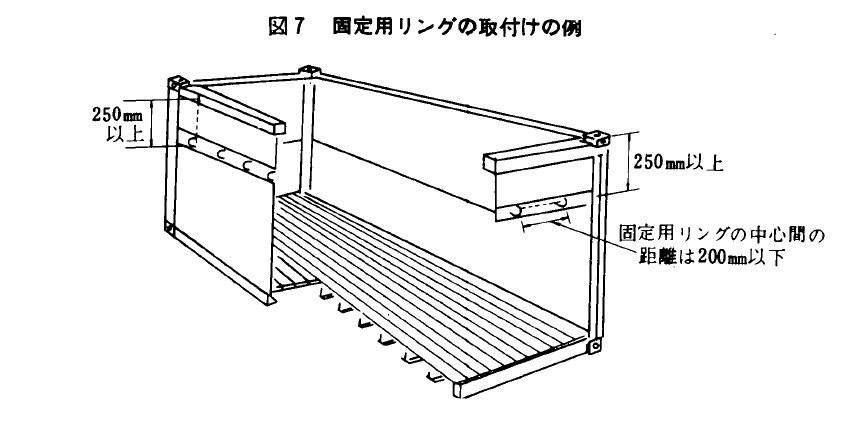 図7 固定用リングの取付けの例
250mm
以上
250mm以上
固定用リングの中心間の
距離は200mm以下